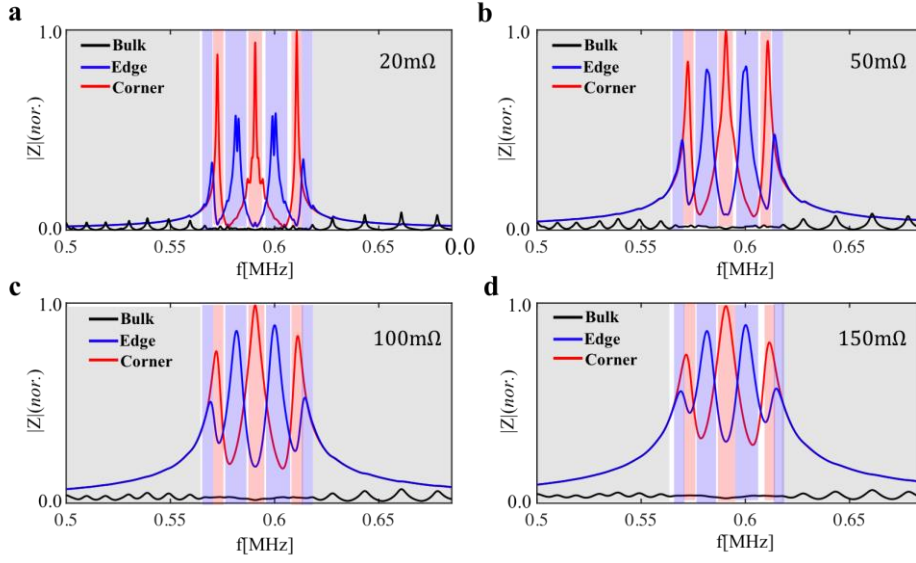 a
1.0
Bulk
Edge
Corner
20mΩ
|Z|(nor.)
0.0
0.5
0.55
0.6
0.65
0.0
f[MHz]
b
1.0
Bulk
Edge
Corner
50mΩ
|Z|(nor.)
0.0
0.5
0.55
0.6
0.65
f[MHz]
c
1.0
Bulk
Edge
Corner
100mΩ
|Z|(nor.)
0.0
0.5
0.55
0.6
0.65
f[MHz]
d
1.0
Bulk
Edge
Corner
150mΩ
|Z|(nor.)
0.0
0.5
0.55
0.6
0.65
f[MHz]